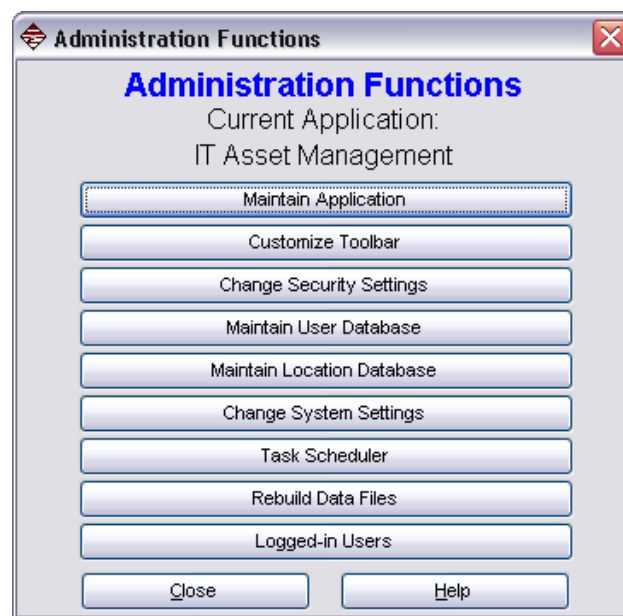 Administration Functions
Administration Functions
Current Application:
IT Asset Management
Maintain Application
Customize Toolbar
Change Security Settings
Maintain User Database
Maintain Location Database
Change System Settings
Task Scheduler
Rebuild Data Files
Logged-in Users
Close Help